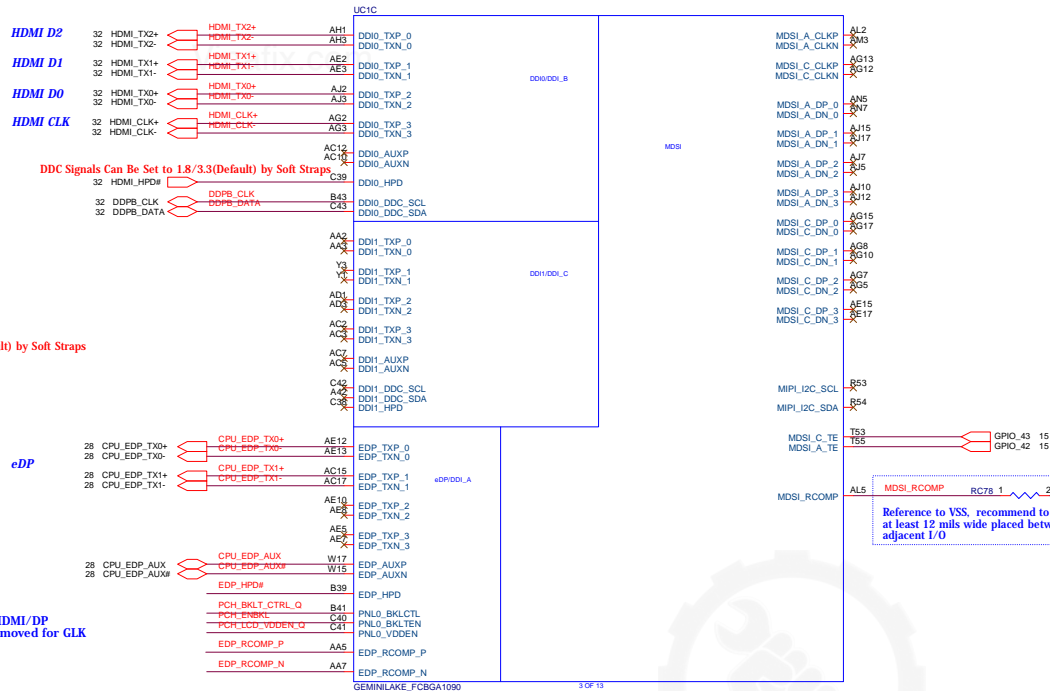 UC1C
HDMI D2
32 HDMI_TX2+ HDMI_TX2+ AH1 DDI0_TXP_0
32 HDMI_TX2- HDMI_TX2- AH3 DDI0_TXN_0
HDMI D1
32 HDMI_TX1+ HDMI_TX1+ AE2 DDI0_TXP_1
32 HDMI_TX1- HDMI_TX1- AE3 DDI0_TXN_1
HDMI D0
32 HDMI_TX0+ HDMI_TX0+ AJ2 DDI0_TXP_2
32 HDMI_TX0- HDMI_TX0- AJ3 DDI0_TXN_2
HDMI CLK
32 HDMI_CLK+ HDMI_CLK+ AG2 DDI0_TXP_3
32 HDMI_CLK- HDMI_CLK- AG3 DDI0_TXN_3
AC12 DDI0_AUXP
AC10 DDI0_AUXN
DDC Signals Can Be Set to 1.8/3.3(Default) by Soft Straps
32 HDMI_HPD# C39 DDI0_HPD
32 DDPB_CLK DDPB_CLK B43 DDI0_DDC_SCL
32 DDPB_DATA DDPB_DATA C43 DDI0_DDC_SDA
DDI0/DDI_B
AA2 DDI1_TXP_0
AA3 DDI1_TXN_0
Y3 DDI1_TXP_1
Y1 DDI1_TXN_1
AD1 DDI1_TXP_2
AD3 DDI1_TXN_2
AC2 DDI1_TXP_3
AC3 DDI1_TXN_3
AC7 DDI1_AUXP
AC5 DDI1_AUXN
C42 DDI1_DDC_SCL
A42 DDI1_DDC_SDA
C38 DDI1_HPD
DDI1/DDI_C
lt) by Soft Straps
eDP
28 CPU_EDP_TX0+ CPU_EDP_TX0+ AE12 EDP_TXP_0
28 CPU_EDP_TX0- CPU_EDP_TX0- AE13 EDP_TXN_0
28 CPU_EDP_TX1+ CPU_EDP_TX1+ AC15 EDP_TXP_1
28 CPU_EDP_TX1- CPU_EDP_TX1- AC17 EDP_TXN_1
AE10 EDP_TXP_2
AE8 EDP_TXN_2
AE5 EDP_TXP_3
AE7 EDP_TXN_3
28 CPU_EDP_AUX CPU_EDP_AUX W17 EDP_AUXP
28 CPU_EDP_AUX# CPU_EDP_AUX# W15 EDP_AUXN
EDP_HPD# B39 EDP_HPD
PCH_BKLT_CTRL_Q B41 PNL0_BKLCTL
PCH_ENBKL C40 PNL0_BKLTEN
PCH_LCD_VDDEN_Q C41 PNL0_VDDEN
EDP_RCOMP_P AA5 EDP_RCOMP_P
EDP_RCOMP_N AA7 EDP_RCOMP_N
eDP/DDI_A
IDMI/DP
moved for GLK
MDSI
MDSI_A_CLKP AL2
MDSI_A_CLKN AM3
MDSI_C_CLKP AG13
MDSI_C_CLKN AG12
MDSI_A_DP_0 AN5
MDSI_A_DN_0 AN7
MDSI_A_DP_1 AJ15
MDSI_A_DN_1 AJ17
MDSI_A_DP_2 AJ7
MDSI_A_DN_2 AJ5
MDSI_A_DP_3 AJ10
MDSI_A_DN_3 AJ12
MDSI_C_DP_0 AG15
MDSI_C_DN_0 AG17
MDSI_C_DP_1 AG8
MDSI_C_DN_1 AG10
MDSI_C_DP_2 AG7
MDSI_C_DN_2 AG5
MDSI_C_DP_3 AE15
MDSI_C_DN_3 AE17
MIPI_I2C_SCL R53
MIPI_I2C_SDA R54
MDSI_C_TE T53 GPIO_43 15
MDSI_A_TE T55 GPIO_42 15
MDSI_RCOMP AL5 MDSI_RCOMP RC78 1 2
Reference to VSS, recommend to
at least 12 mils wide placed betw
adjacent I/O
GEMINILAKE_FCBGA1090
3 OF 13